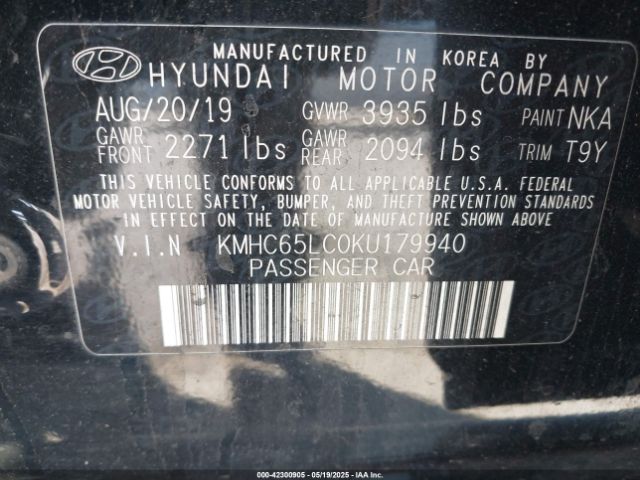 MANUFACTURED IN KOREA BY
HYUNDAI MOTOR COMPANY
AUG/20/19 GVWR 3935 lbs PAINT NKA
GAWR FRONT 2271 lbs GAWR REAR 2094 lbs TRIM T9Y
THIS VEHICLE CONFORMS TO ALL APPLICABLE U.S.A. FEDERAL
MOTOR VEHICLE SAFETY, BUMPER, AND THEFT PREVENTION STANDARDS
IN EFFECT ON THE DATE OF MANUFACTURE SHOWN ABOVE
V.I.N KMHC65LC0KU179940
PASSENGER CAR
000-42300905 - 05/19/2025 - IAA Inc.